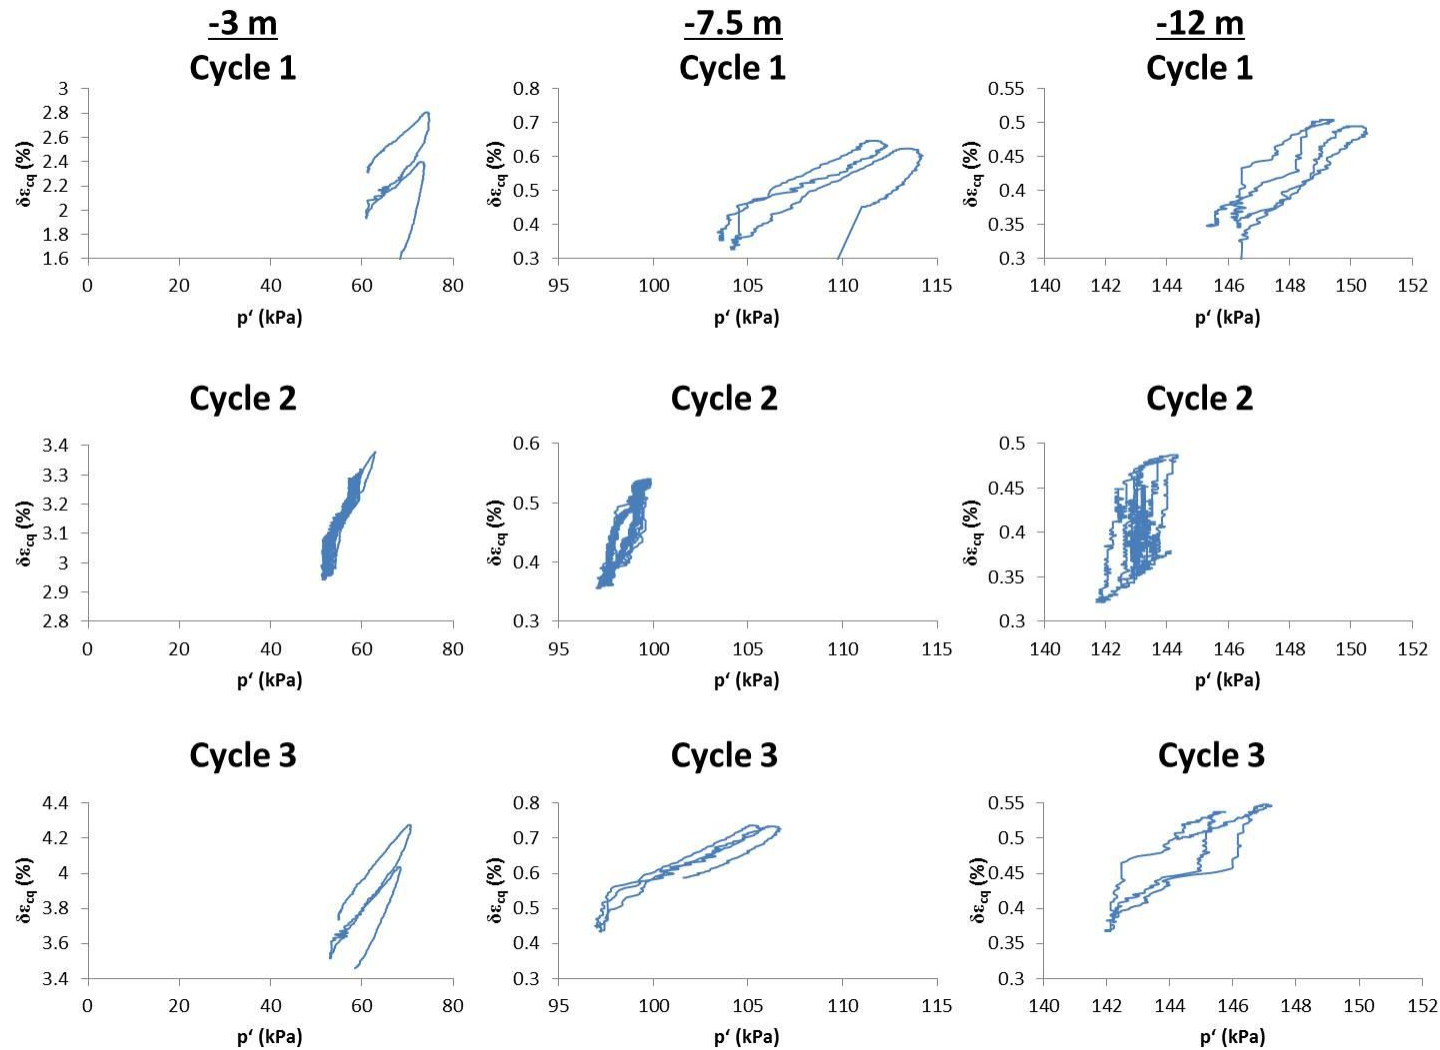 -3 m
-7.5 m
-12 m
Cycle 1
Cycle 1
Cycle 1
δε_cq (%)
3
2.8
2.6
2.4
2.2
2
1.8
1.6
0 20 40 60 80
p‘ (kPa)
δε_cq (%)
0.8
0.7
0.6
0.5
0.4
0.3
95 100 105 110 115
p‘ (kPa)
δε_cq (%)
0.55
0.5
0.45
0.4
0.35
0.3
140 142 144 146 148 150 152
p‘ (kPa)
Cycle 2
Cycle 2
Cycle 2
δε_cq (%)
3.4
3.3
3.2
3.1
3
2.9
2.8
0 20 40 60 80
p‘ (kPa)
δε_cq (%)
0.6
0.5
0.4
0.3
95 100 105 110 115
p‘ (kPa)
δε_cq (%)
0.5
0.45
0.4
0.35
0.3
140 142 144 146 148 150 152
p‘ (kPa)
Cycle 3
Cycle 3
Cycle 3
δε_cq (%)
4.4
4.2
4
3.8
3.6
3.4
0 20 40 60 80
p‘ (kPa)
δε_cq (%)
0.8
0.7
0.6
0.5
0.4
0.3
95 100 105 110 115
p‘ (kPa)
δε_cq (%)
0.55
0.5
0.45
0.4
0.35
0.3
140 142 144 146 148 150 152
p‘ (kPa)